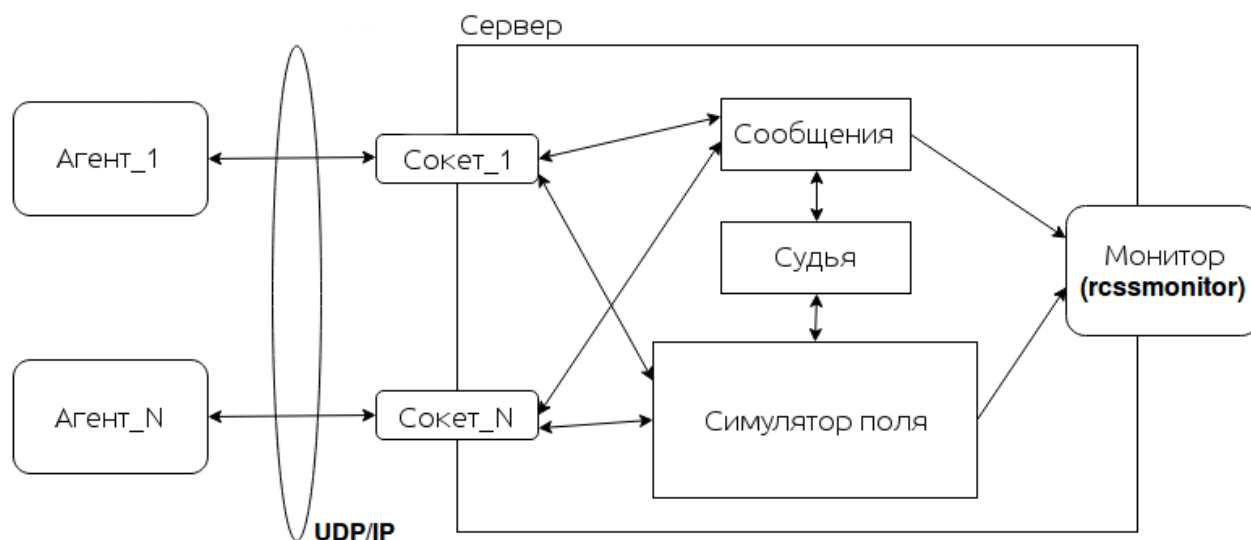 Сервер
Агент_1
Сокет_1
Сообщения
Судья
Монитор
(rcssmonitor)
Агент_N
Сокет_N
Симулятор поля
UDP/IP